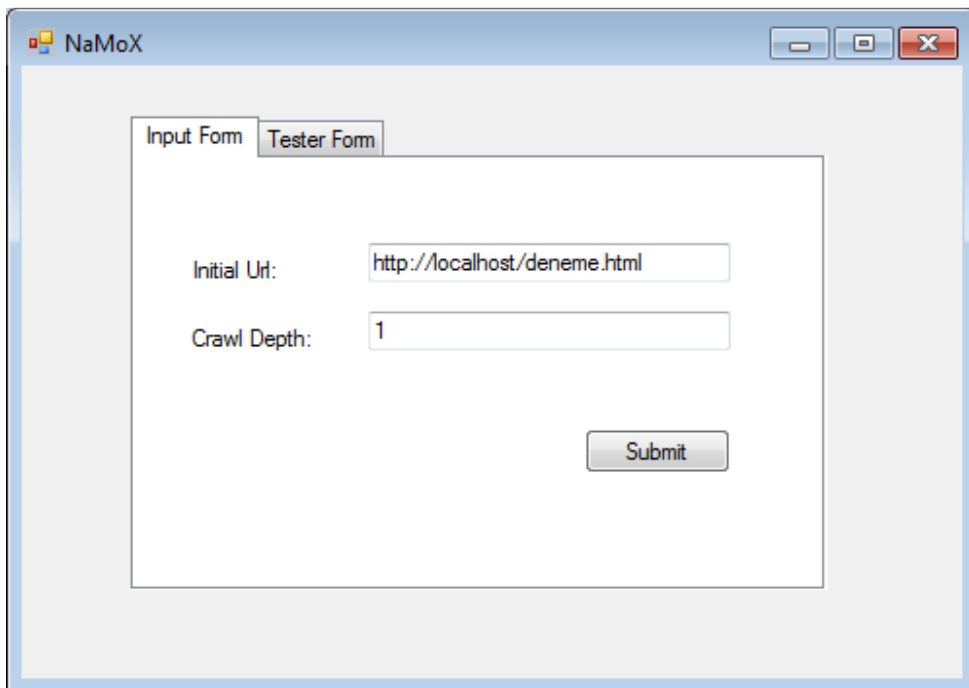 NaMoX
Input Form Tester Form
Initial Url: http://localhost/deneme.html
Crawl Depth: 1
Submit